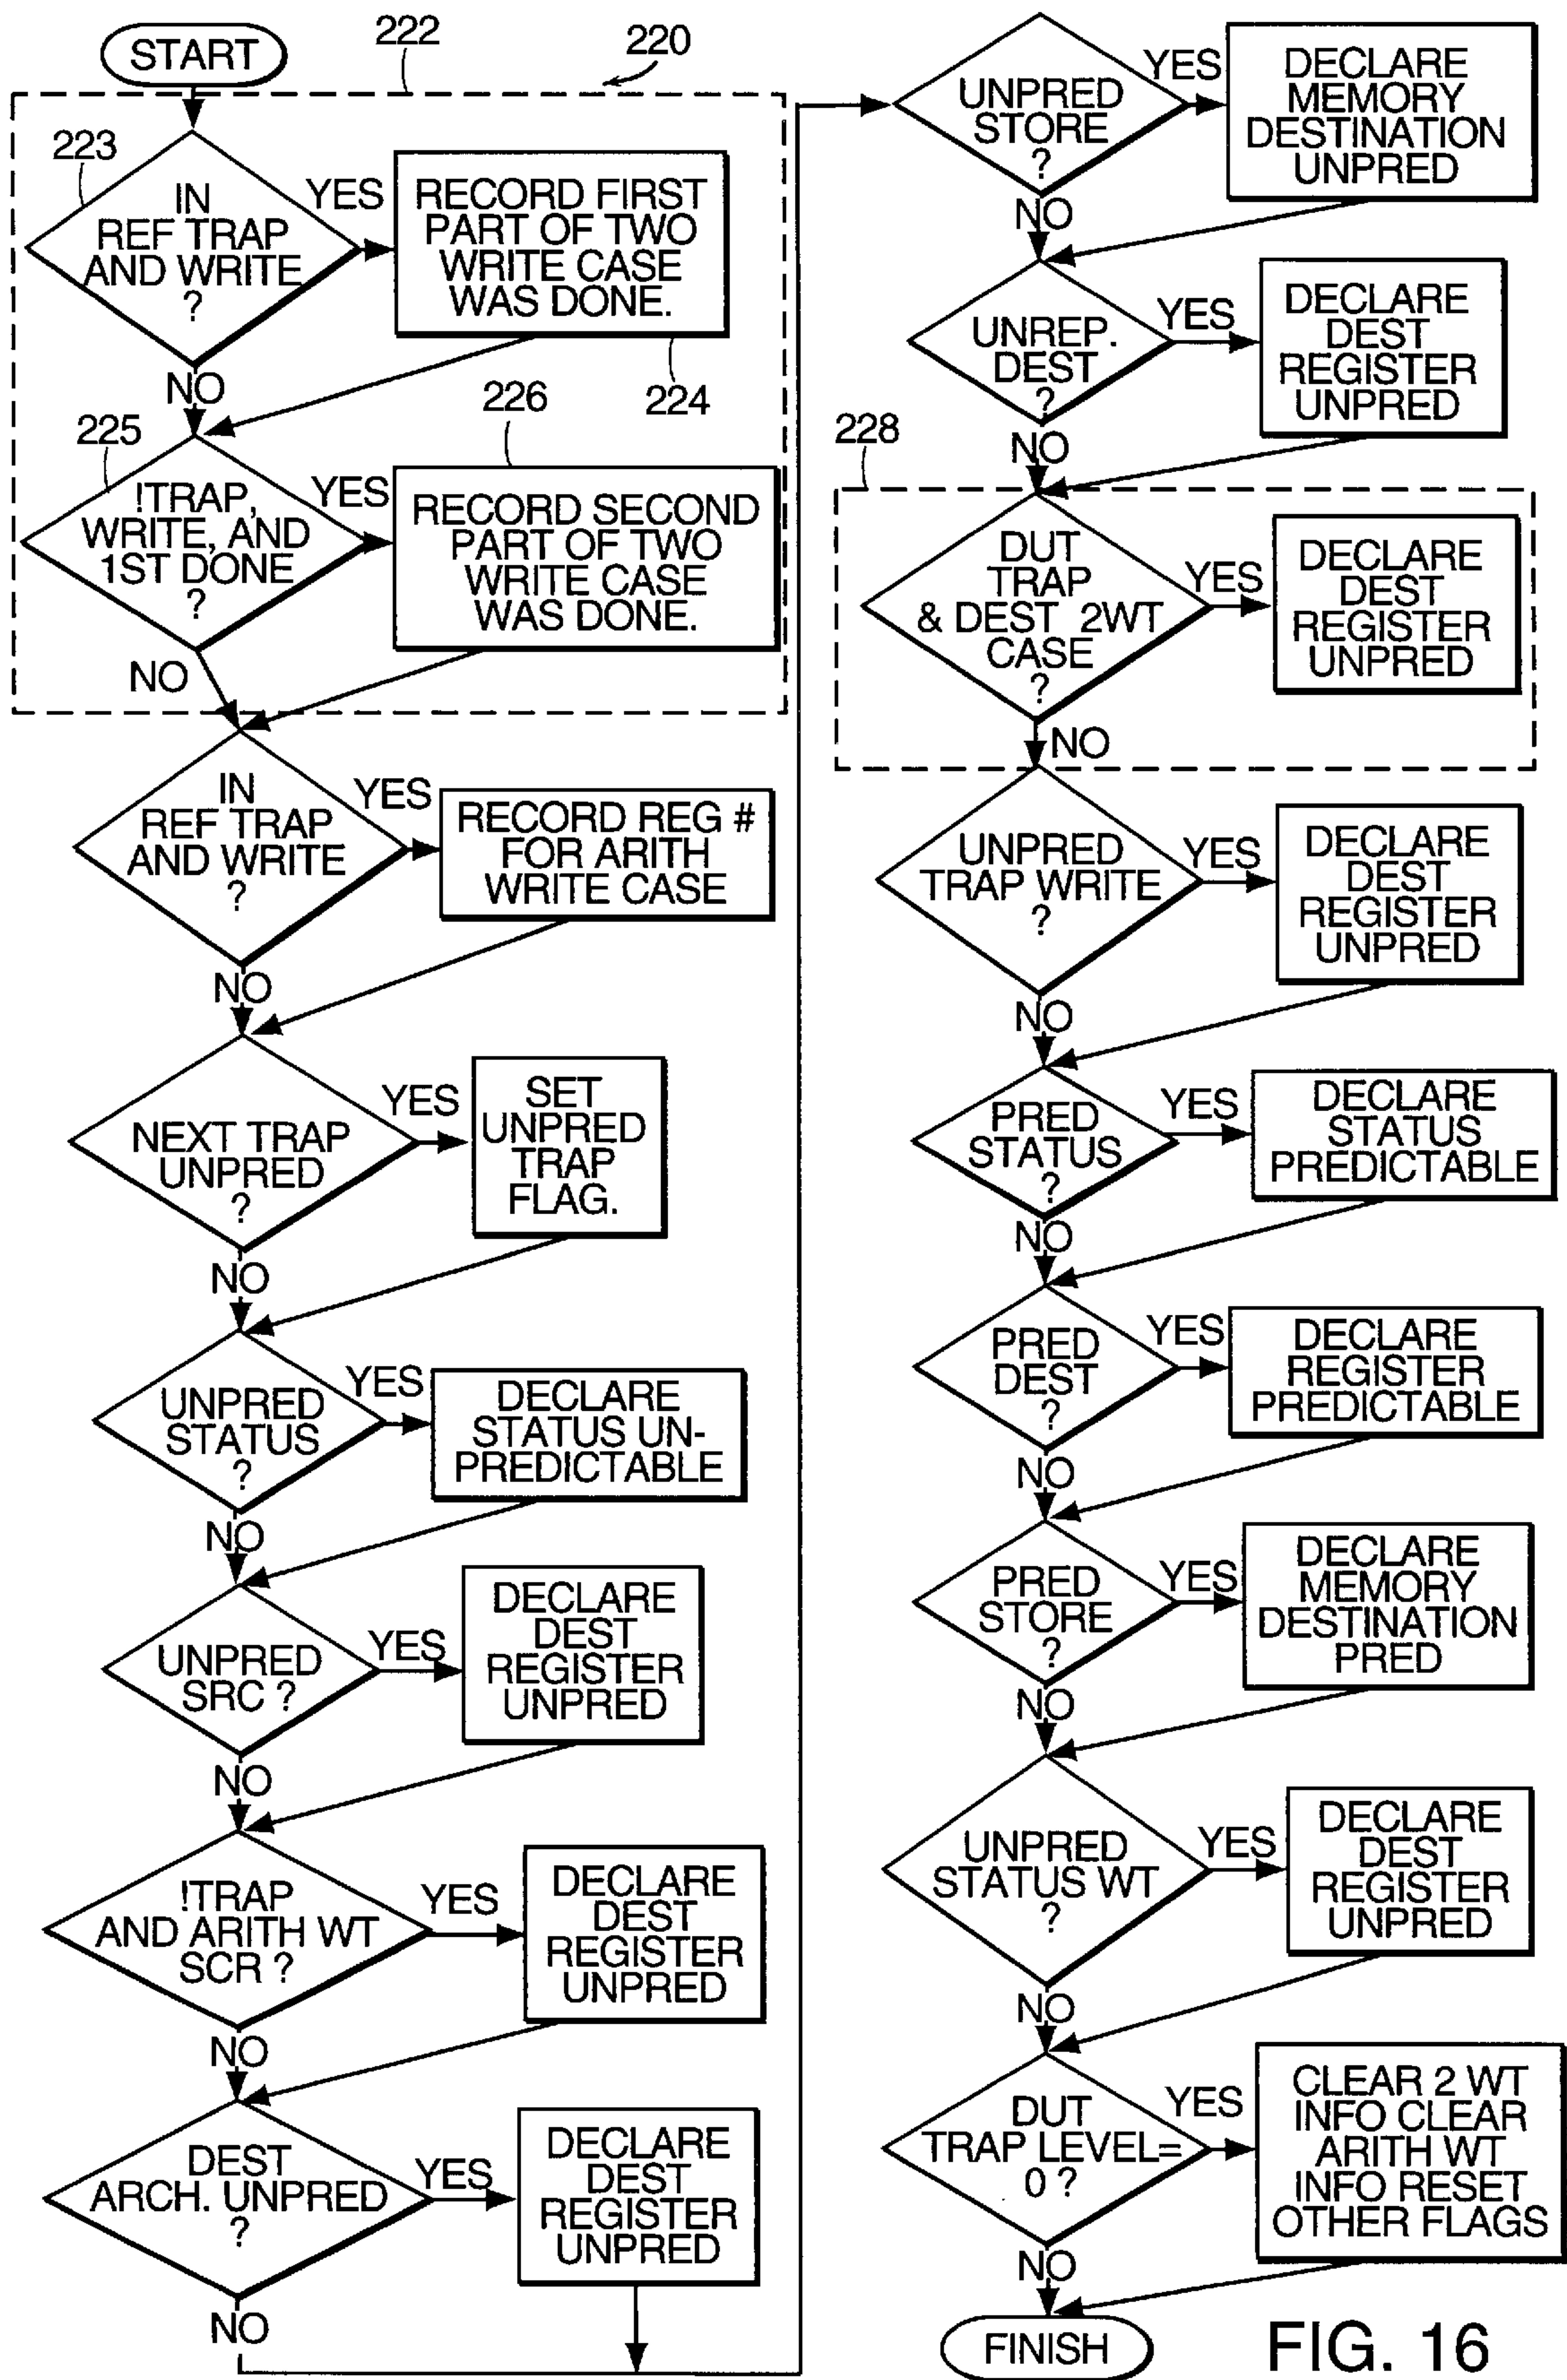 START
222
220
223
IN
REF TRAP
AND WRITE
?
YES
RECORD FIRST
PART OF TWO
WRITE CASE
WAS DONE.
NO
224
225
226
!TRAP,
WRITE, AND
1ST DONE
?
YES
RECORD SECOND
PART OF TWO
WRITE CASE
WAS DONE.
NO
IN
REF TRAP
AND WRITE
?
YES
RECORD REG #
FOR ARITH
WRITE CASE
NO
NEXT TRAP
UNPRED
?
YES
SET
UNPRED
TRAP
FLAG.
NO
UNPRED
STATUS
?
YES
DECLARE
STATUS UN-
PREDICTABLE
NO
UNPRED
SRC ?
YES
DECLARE
DEST
REGISTER
UNPRED
NO
!TRAP
AND ARITH WT
SCR ?
YES
DECLARE
DEST
REGISTER
UNPRED
NO
DEST
ARCH. UNPRED
?
YES
DECLARE
DEST
REGISTER
UNPRED
NO
UNPRED
STORE
?
YES
DECLARE
MEMORY
DESTINATION
UNPRED
NO
UNREP.
DEST
?
YES
DECLARE
DEST
REGISTER
UNPRED
NO
228
DUT
TRAP
& DEST 2WT
CASE
?
YES
DECLARE
DEST
REGISTER
UNPRED
NO
UNPRED
TRAP WRITE
?
YES
DECLARE
DEST
REGISTER
UNPRED
NO
PRED
STATUS
?
YES
DECLARE
STATUS
PREDICTABLE
NO
PRED
DEST
?
YES
DECLARE
REGISTER
PREDICTABLE
NO
PRED
STORE
?
YES
DECLARE
MEMORY
DESTINATION
PRED
NO
UNPRED
STATUS WT
?
YES
DECLARE
DEST
REGISTER
UNPRED
NO
DUT
TRAP LEVEL=
0 ?
YES
CLEAR 2 WT
INFO CLEAR
ARITH WT
INFO RESET
OTHER FLAGS
NO
FINISH
FIG. 16